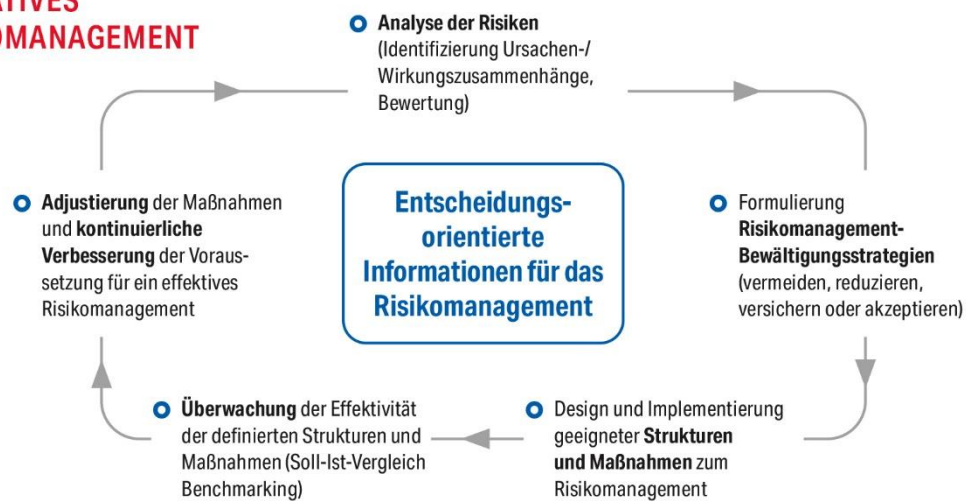 MANAGEMENT
Analyse der Risiken
(Identifizierung Ursachen-/
Wirkungszusammenhänge,
Bewertung)
Formulierung
Risikomanagement-
Bewältigungsstrategien
(vermeiden, reduzieren,
versichern oder akzeptieren)
Design und Implementierung
geeigneter Strukturen
und Maßnahmen zum
Risikomanagement
Überwachung der Effektivität
der definierten Strukturen und
Maßnahmen (Soll-Ist-Vergleich
Benchmarking)
Adjustierung der Maßnahmen
und kontinuierliche
Verbesserung der Voraus-
setzung für ein effektives
Risikomanagement
Entscheidungs-
orientierte
Informationen für das
Risikomanagement